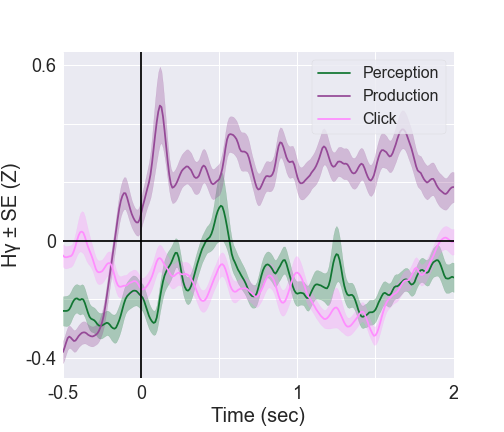 Perception
Production
Click
0.6
0
-0.4
Hγ ± SE (Z)
-0.5
0
1
2
Time (sec)